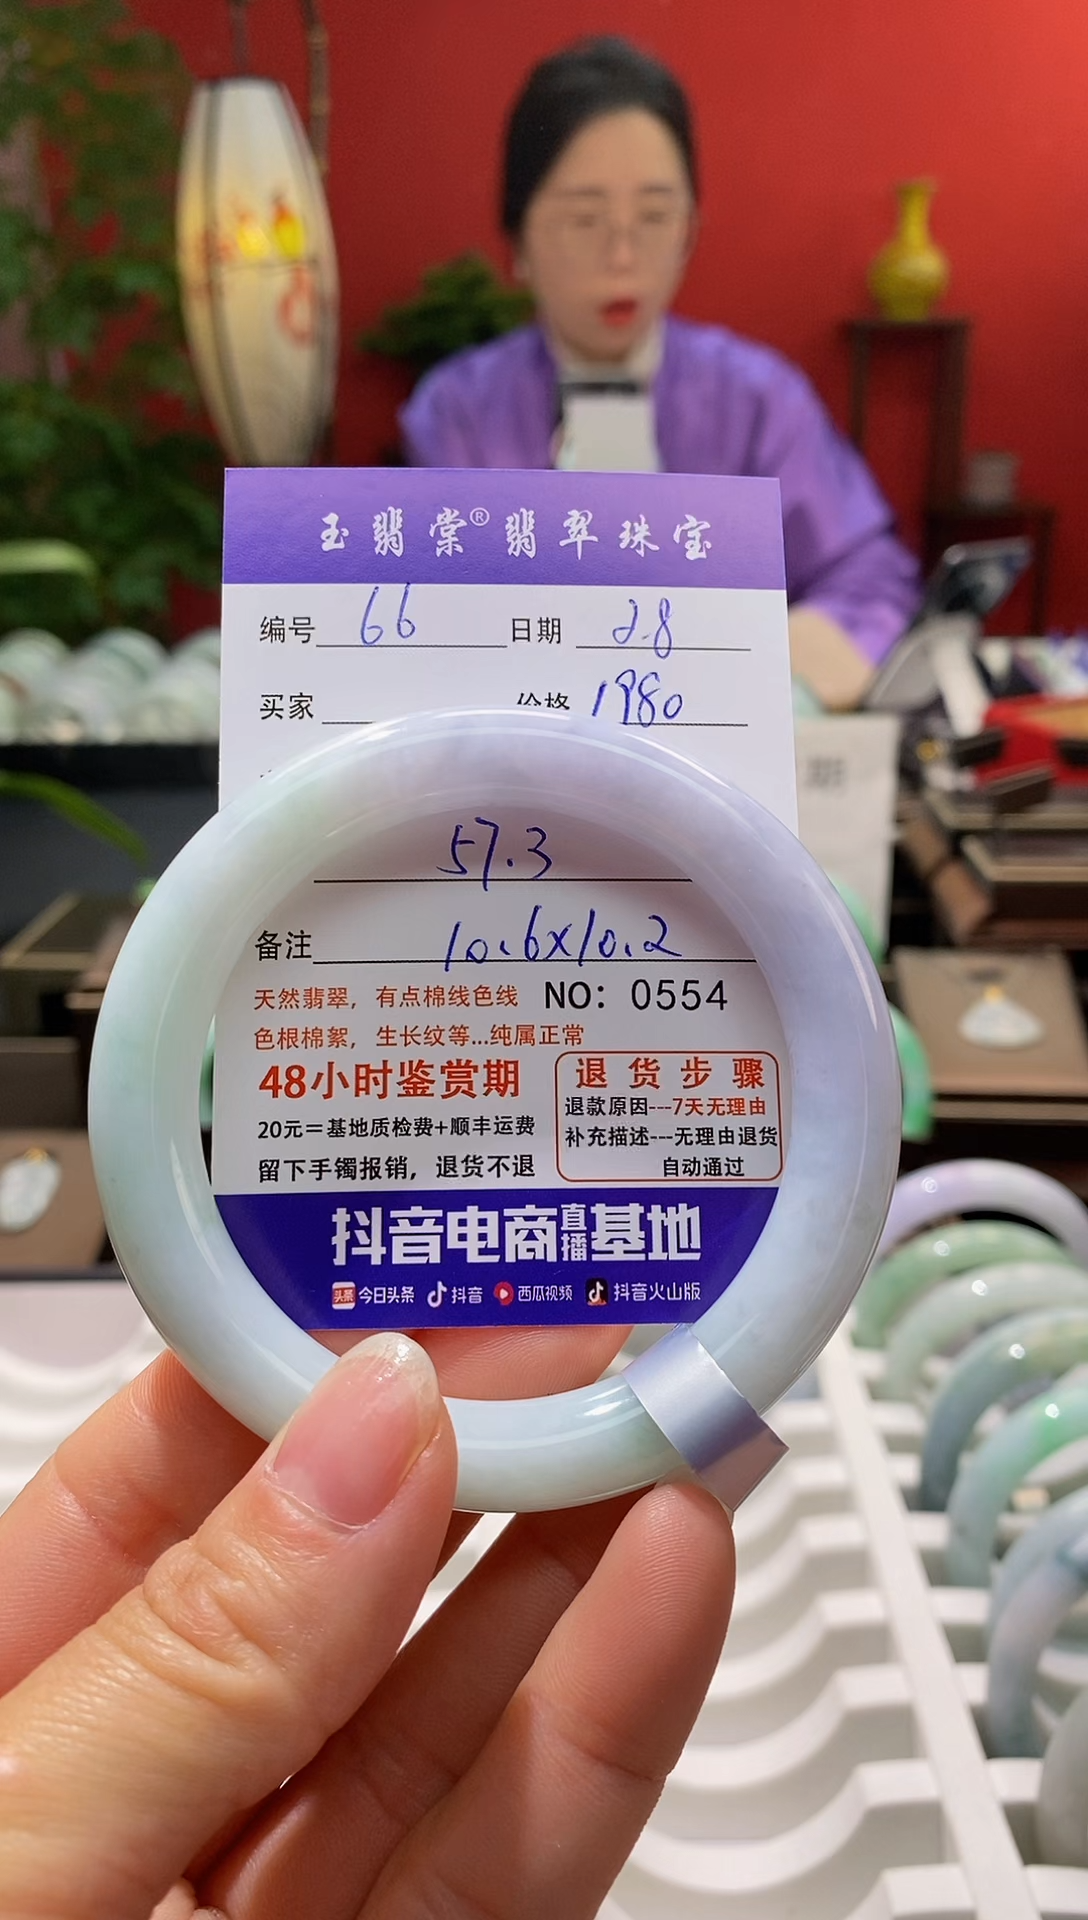 玉翡棠®翡翠珠宝
编号 66 日期 2.8
买家 价格 1980
57.3
备注 10.6x10.2
天然翡翠，有点棉线色线 NO：0554
色根棉絮，生长纹等...纯属正常
48小时鉴赏期
20元＝基地质检费+顺丰运费
留下手镯报销，退货不退
退货步骤
退款原因---7天无理由
补充描述---无理由退货
自动通过
抖音电商直播基地
头条 今日头条 抖音 西瓜视频 抖音火山版
期